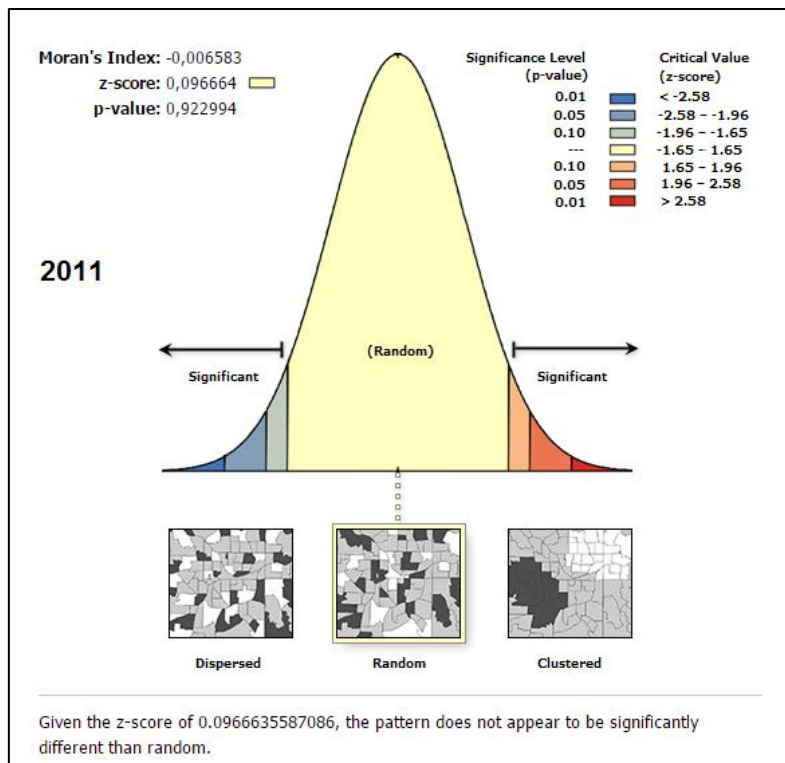 Moran's Index: -0,006583
z-score: 0,096664
p-value: 0,922994
Significance Level
(p-value)
Critical Value
(z-score)
0.01 < -2.58
0.05 -2.58 – -1.96
0.10 -1.96 – -1.65
--- -1.65 – 1.65
0.10 1.65 – 1.96
0.05 1.96 – 2.58
0.01 > 2.58
2011
Significant
(Random)
Significant
Dispersed
Random
Clustered
Given the z-score of 0.0966635587086, the pattern does not appear to be significantly
different than random.